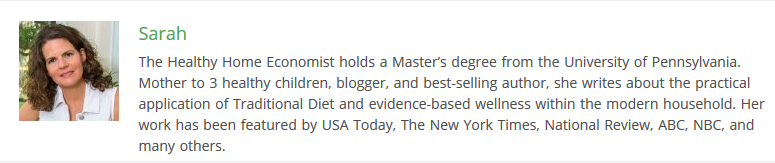 Sarah
The Healthy Home Economist holds a Master’s degree from the University of Pennsylvania.
Mother to 3 healthy children, blogger, and best-selling author, she writes about the practical
application of Traditional Diet and evidence-based wellness within the modern household. Her
work has been featured by USA Today, The New York Times, National Review, ABC, NBC, and
many others.